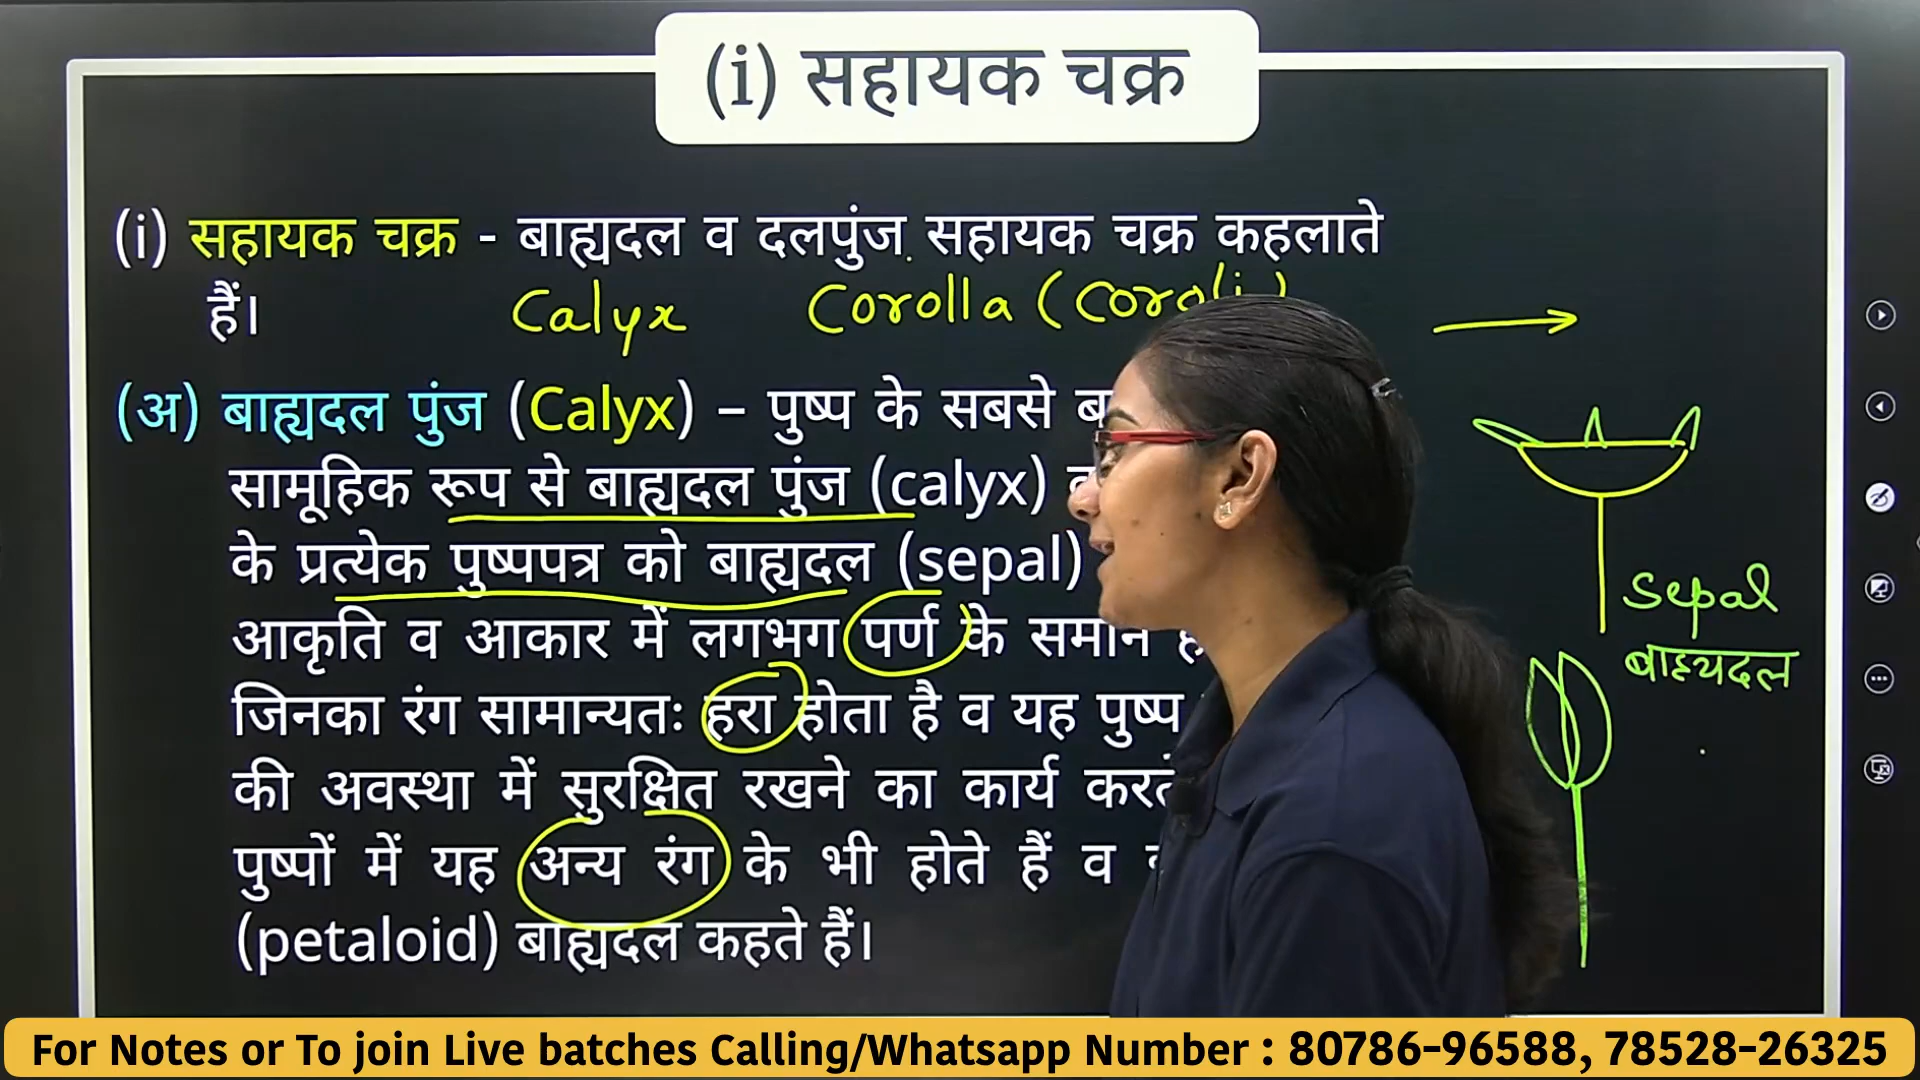 (i) सहायक चक्र
(i) सहायक चक्र - बाह्यदल व दलपुंज सहायक चक्र कहलाते
हैं।
Calyx Corolla (
(अ) बाह्यदल पुंज (Calyx) – पुष्प के सबसे
सामूहिक रूप से बाह्यदल पुंज (calyx)
के प्रत्येक पुष्पपत्र को बाह्यदल (sepal)
आकृति व आकार में लगभग पर्ण के समान
जिनका रंग सामान्यतः हरा होता है व यह पुष्प
की अवस्था में सुरक्षित रखने का कार्य
पुष्पों में यह अन्य रंग के भी होते हैं व
(petaloid) बाह्यदल कहते हैं।
Sepal
बाह्यदल
For Notes or To join Live batches Calling/Whatsapp Number : 80786-96588, 78528-26325